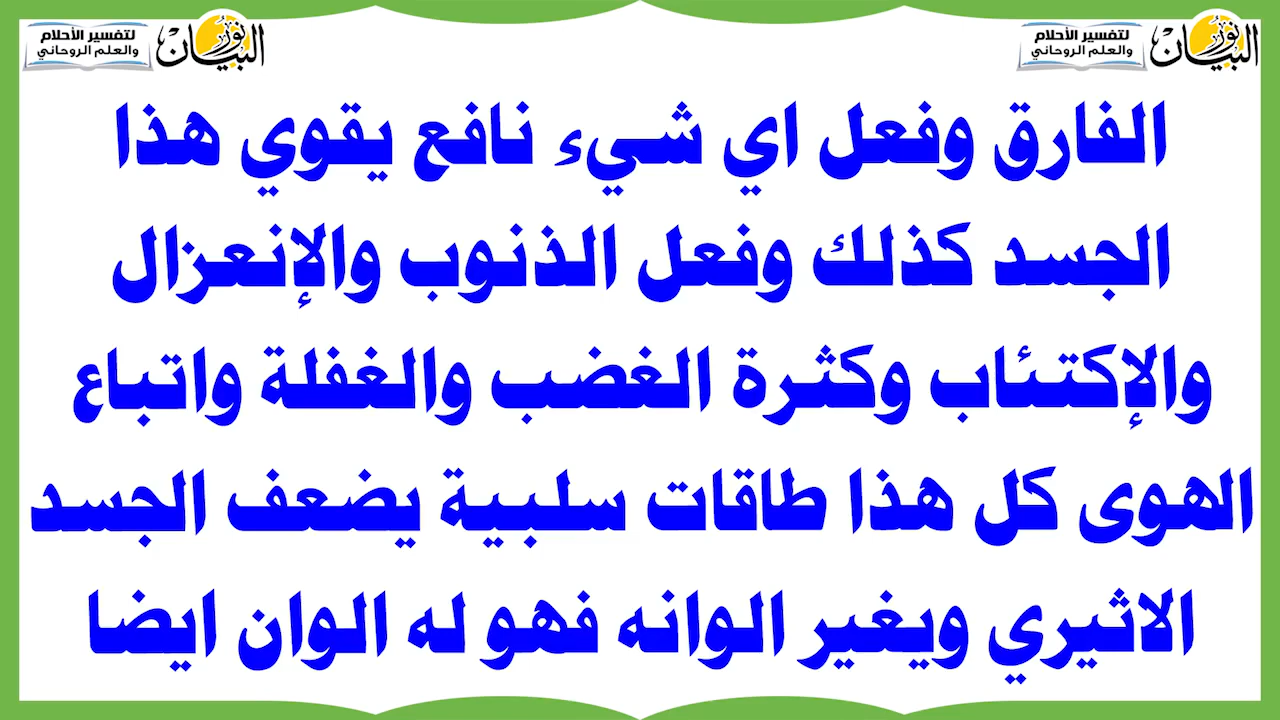 نور البيان
لتفسير الأحلام
والعلم الروحاني
نور البيان
لتفسير الأحلام
والعلم الروحاني
الفارق وفعل اي شيء نافع يقوي هذا
الجسد كذلك وفعل الذنوب والإنعزال
والإكتئاب وكثرة الغضب والغفلة واتباع
الهوى كل هذا طاقات سلبية يضعف الجسد
الاثيري ويغير الوانه فهو له الوان ايضا